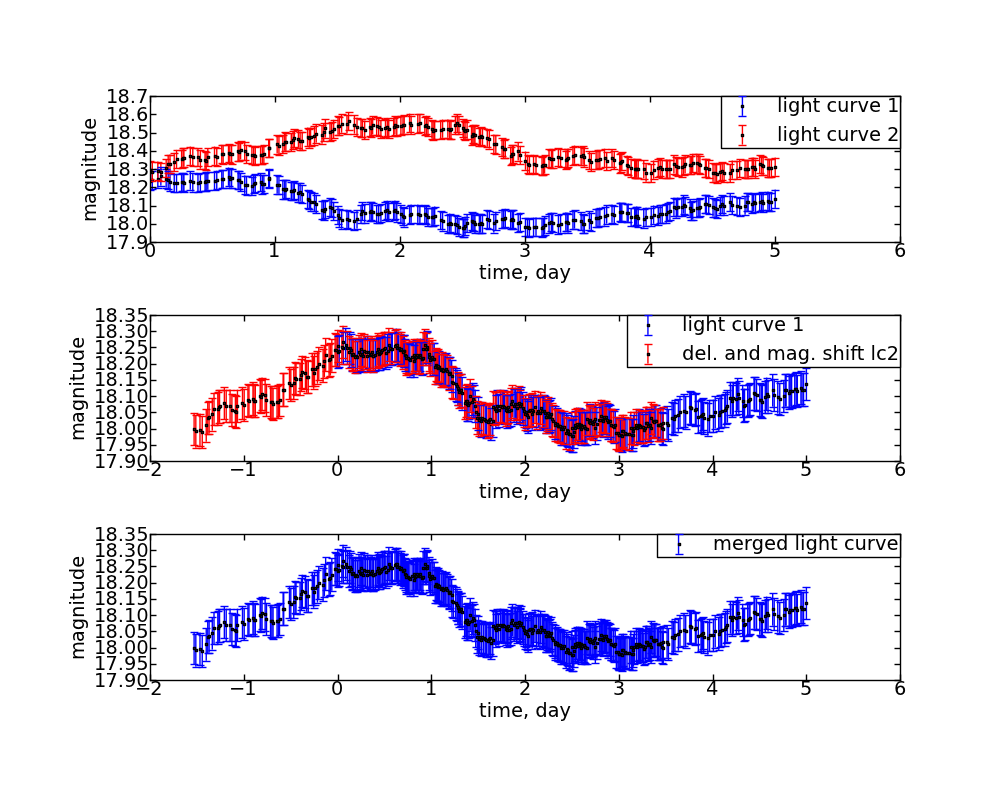 18.7
18.6
18.5
18.4
18.3
18.2
18.1
18.0
17.9
magnitude
light curve 1
light curve 2
0 1 2 3 4 5 6
time, day
18.35
18.30
18.25
18.20
18.15
18.10
18.05
18.00
17.95
17.90
magnitude
light curve 1
del. and mag. shift lc2
−2 −1 0 1 2 3 4 5 6
time, day
18.35
18.30
18.25
18.20
18.15
18.10
18.05
18.00
17.95
17.90
magnitude
merged light curve
−2 −1 0 1 2 3 4 5 6
time, day